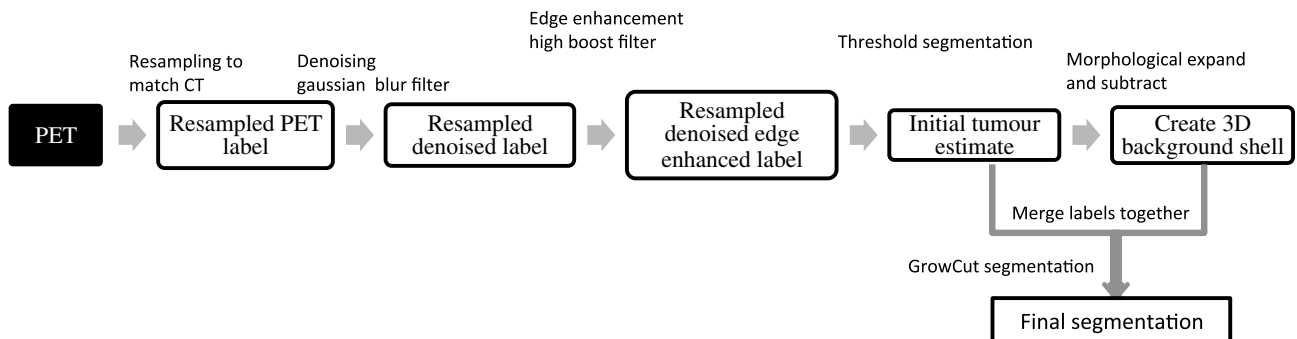 Edge enhancement
high boost filter
Resampling to
match CT
Denoising
gaussian blur filter
Threshold segmentation
Morphological expand
and subtract
PET
Resampled PET
label
Resampled
denoised label
Resampled
denoised edge
enhanced label
Initial tumour
estimate
Create 3D
background shell
Merge labels together
GrowCut segmentation
Final segmentation